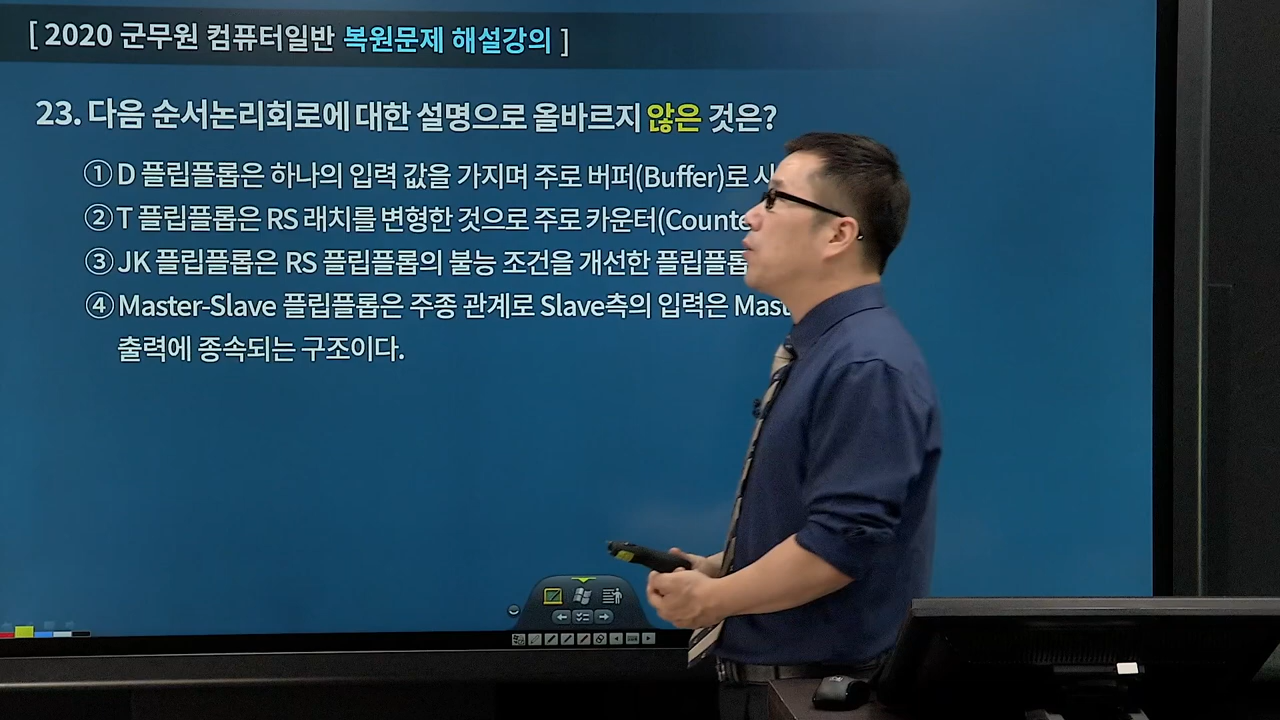 [ 2020 군무원 컴퓨터일반 복원문제 해설강의 ]
23. 다음 순서논리회로에 대한 설명으로 올바르지 않은 것은?
① D 플립플롭은 하나의 입력 값을 가지며 주로 버퍼(Buffer)로
② T 플립플롭은 RS 래치를 변형한 것으로 주로
③ JK 플립플롭은 RS 플립플롭의 불능 조건을 개선한 플립플롭
④ Master-Slave 플립플롭은 주종 관계로 Slave측의 입력은
출력에 종속되는 구조이다.